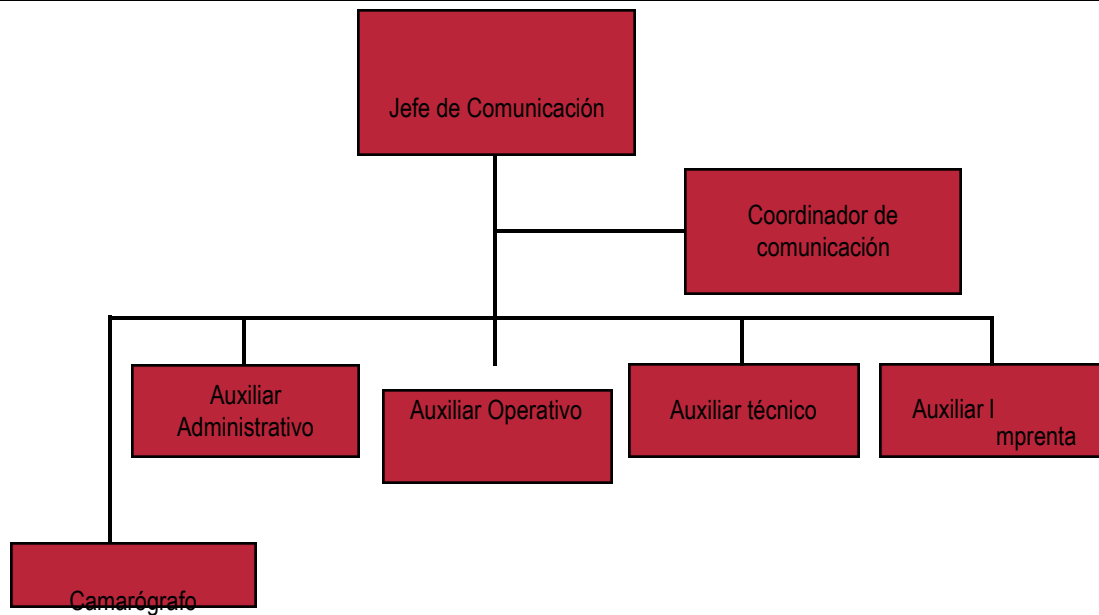 Jefe de Comunicación
Coordinador de
comunicación
Auxiliar
Administrativo
Auxiliar Operativo
Auxiliar técnico
Auxiliar I
mprenta
Camarógrafo